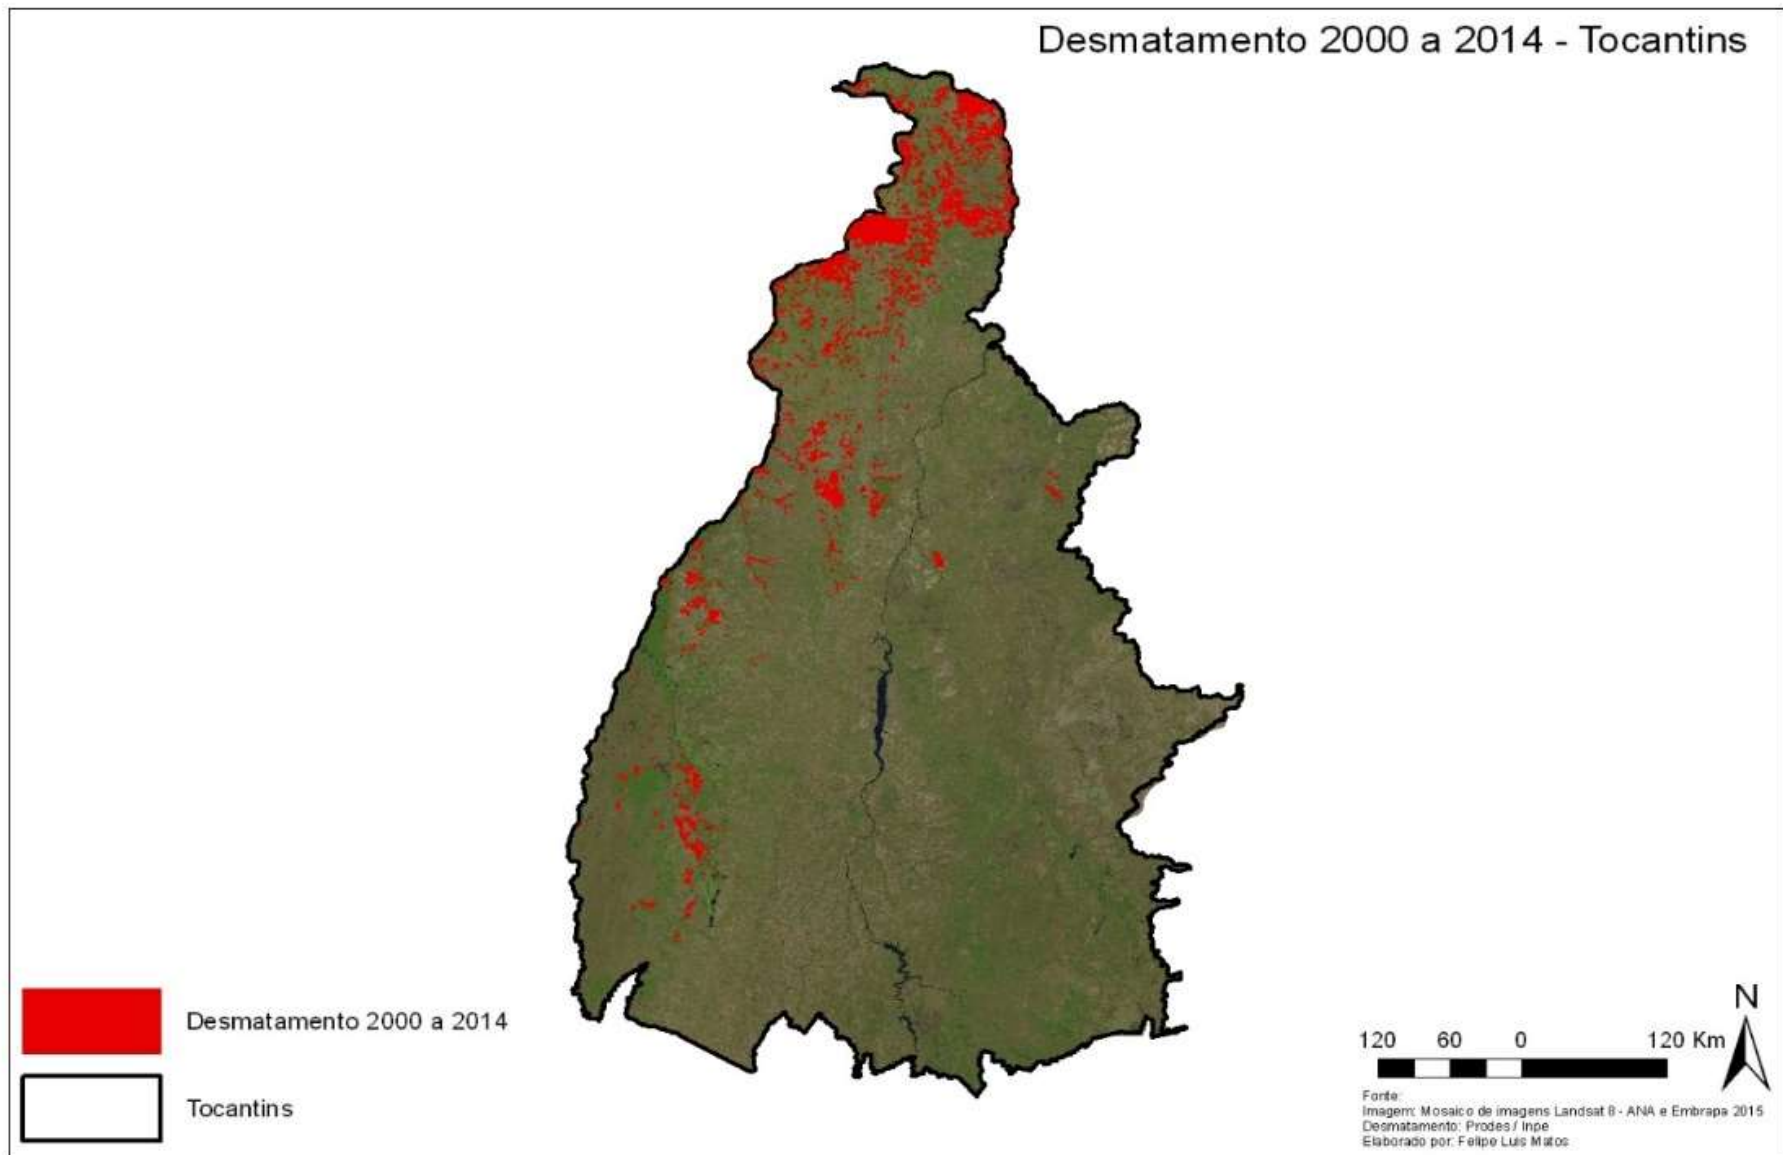 Desmatamento 2000 a 2014 - Tocantins
Desmatamento 2000 a 2014
Tocantins
N
120 60 0 120 Km
Fonte:
Imagem: Mosaico de imagens Landsat 8 - ANA e Embrapa 2015
Desmatamento: Prodes / Inpe
Elaborado por: Felipe Luis Matos